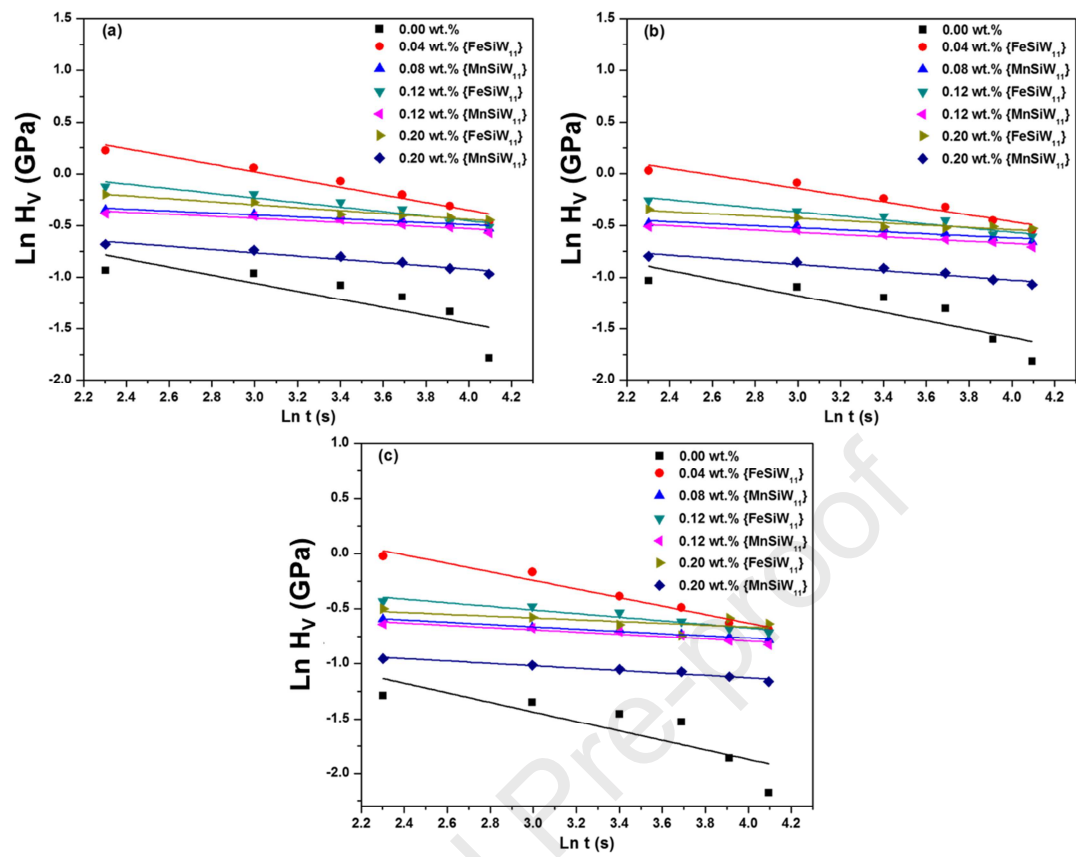 (a)
0.00 wt.%
0.04 wt.% {FeSiW11}
0.08 wt.% {MnSiW11}
0.12 wt.% {FeSiW11}
0.12 wt.% {MnSiW11}
0.20 wt.% {FeSiW11}
0.20 wt.% {MnSiW11}
1.5
1.0
0.5
0.0
-0.5
-1.0
-1.5
-2.0
Ln HV (GPa)
2.2 2.4 2.6 2.8 3.0 3.2 3.4 3.6 3.8 4.0 4.2
Ln t (s)
(b)
0.00 wt.%
0.04 wt.% {FeSiW11}
0.08 wt.% {MnSiW11}
0.12 wt.% {FeSiW11}
0.12 wt.% {MnSiW11}
0.20 wt.% {FeSiW11}
0.20 wt.% {MnSiW11}
1.5
1.0
0.5
0.0
-0.5
-1.0
-1.5
-2.0
Ln HV (GPa)
2.2 2.4 2.6 2.8 3.0 3.2 3.4 3.6 3.8 4.0 4.2
Ln t (s)
(c)
0.00 wt.%
0.04 wt.% {FeSiW11}
0.08 wt.% {MnSiW11}
0.12 wt.% {FeSiW11}
0.12 wt.% {MnSiW11}
0.20 wt.% {FeSiW11}
0.20 wt.% {MnSiW11}
1.0
0.5
0.0
-0.5
-1.0
-1.5
-2.0
Ln HV (GPa)
2.2 2.4 2.6 2.8 3.0 3.2 3.4 3.6 3.8 4.0 4.2
Ln t (s)
Pre-proof